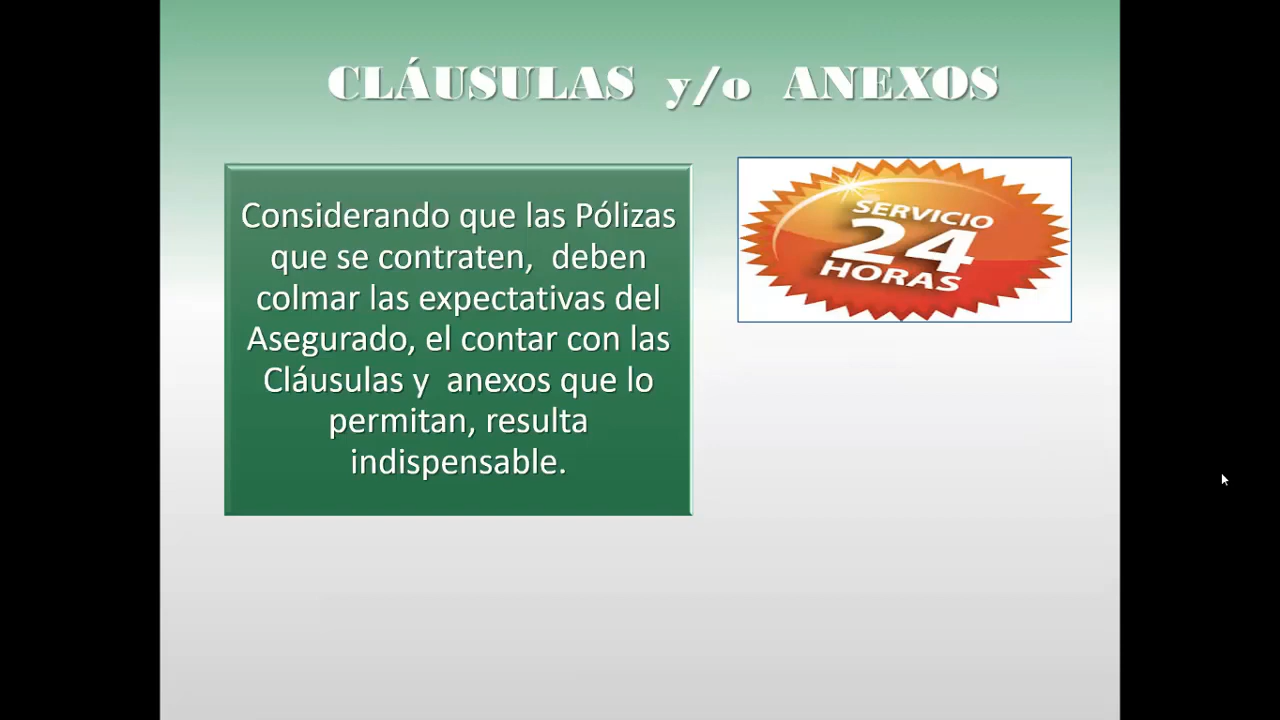 CLÁUSULAS y/o ANEXOS
Considerando que las Pólizas
que se contraten, deben
colmar las expectativas del
Asegurado, el contar con las
Cláusulas y anexos que lo
permitan, resulta
indispensable.
SERVICIO
24
HORAS